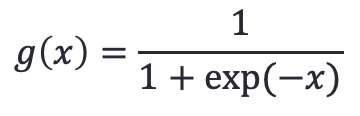 g(x) = 1 / (1 + exp(−x))